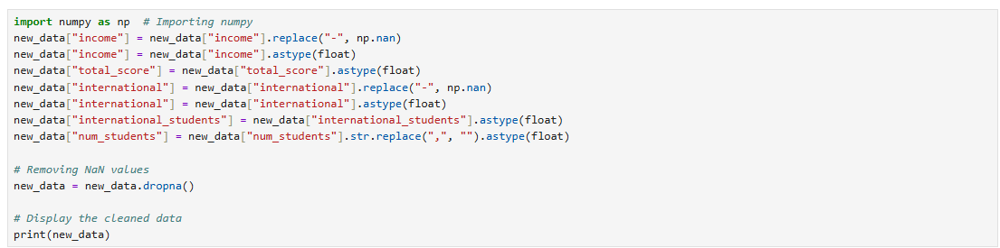 import numpy as np  # Importing numpy
new_data["income"] = new_data["income"].replace("-", np.nan)
new_data["income"] = new_data["income"].astype(float)
new_data["total_score"] = new_data["total_score"].astype(float)
new_data["international"] = new_data["international"].replace("-", np.nan)
new_data["international"] = new_data["international"].astype(float)
new_data["international_students"] = new_data["international_students"].astype(float)
new_data["num_students"] = new_data["num_students"].str.replace(",", "").astype(float)

# Removing NaN values
new_data = new_data.dropna()

# Display the cleaned data
print(new_data)